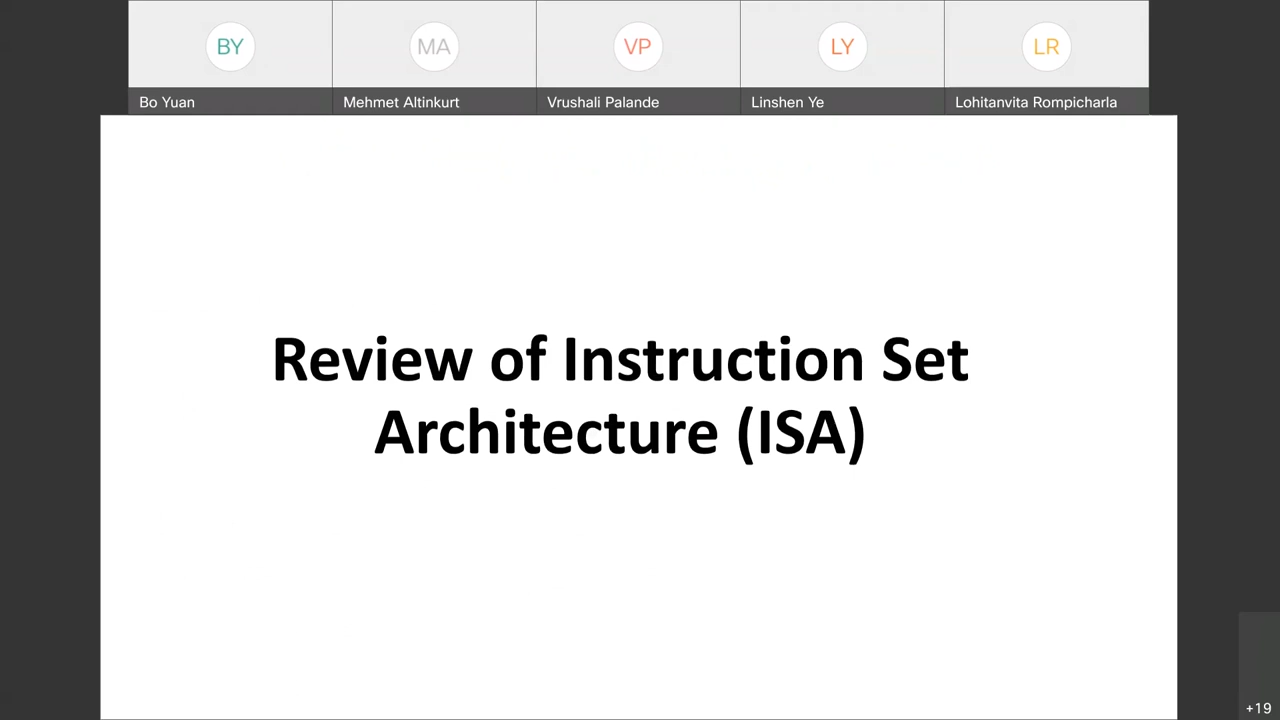 BY
MA
VP
LY
LR
Bo Yuan
Mehmet Altinkurt
Vrushali Palande
Linshen Ye
Lohitanvita Rompicharla
Review of Instruction Set
Architecture (ISA)
+19